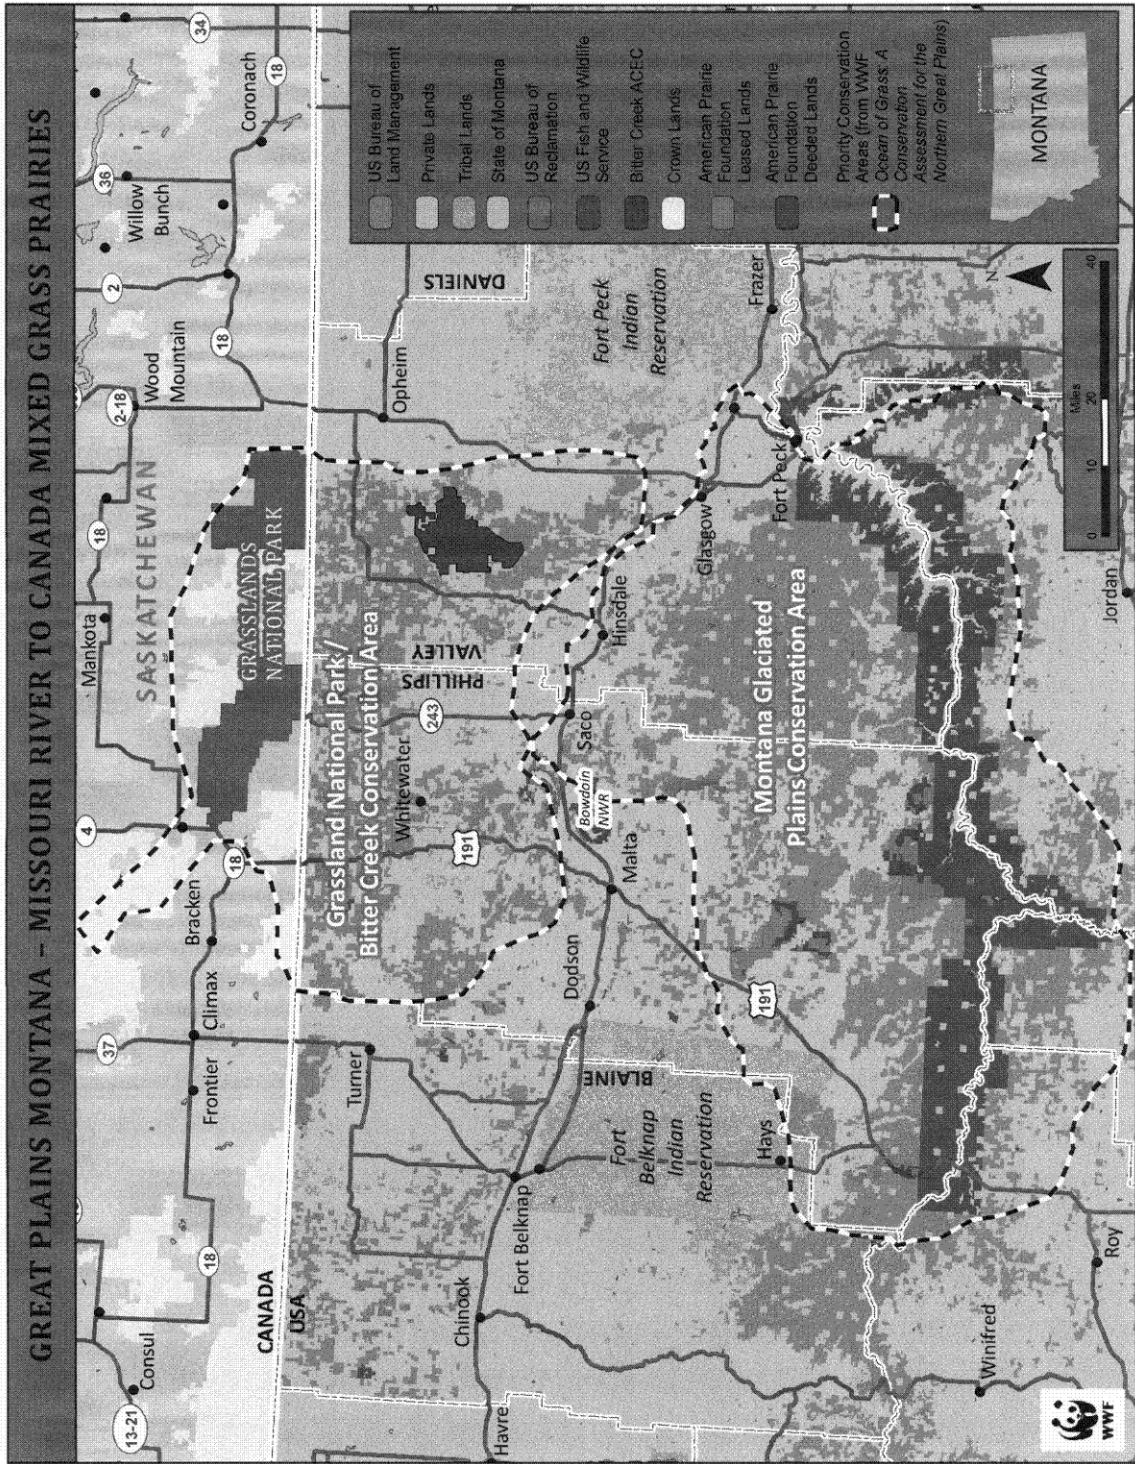 GREAT PLAINS MONTANA – MISSOURI RIVER TO CANADA MIXED GRASS PRAIRIES
13-21
Consul
18
Frontier
37
Climax
Bracken
18
4
Mankota
18
SASKATCHEWAN
2-18
Wood
Mountain
18
2
Willow
Bunch
36
Coronach
18
34
GRASSLANDS
NATIONAL PARK
CANADA
USA
Turner
Grassland National Park /
Bitter Creek Conservation Area
191
Whitewater
243
PHILLIPS
VALLEY
Opheim
DANIELS
Havre
Chinook
Fort Belknap
Dodson
Malta
Bowdoin
NWR
Saco
Hinsdale
Glasgow
Fort Peck
Indian
Reservation
Frazer
Fort
Belknap
Indian
Reservation
BLAINE
Hays
191
Montana Glaciated
Plains Conservation Area
Fort Peck
Winifred
Roy
Jordan
US Bureau of
Land Management
Private Lands
Tribal Lands
State of Montana
US Bureau of
Reclamation
US Fish and Wildlife
Service
Bitter Creek ACEC
Crown Lands
American Prairie
Foundation
Leased Lands
American Prairie
Foundation
Deeded Lands
Priority Conservation
Areas (from WWF
Ocean of Grass: A
Conservation
Assessment for the
Northern Great Plains)
MONTANA
N
0 10 20 40
Miles
WWF